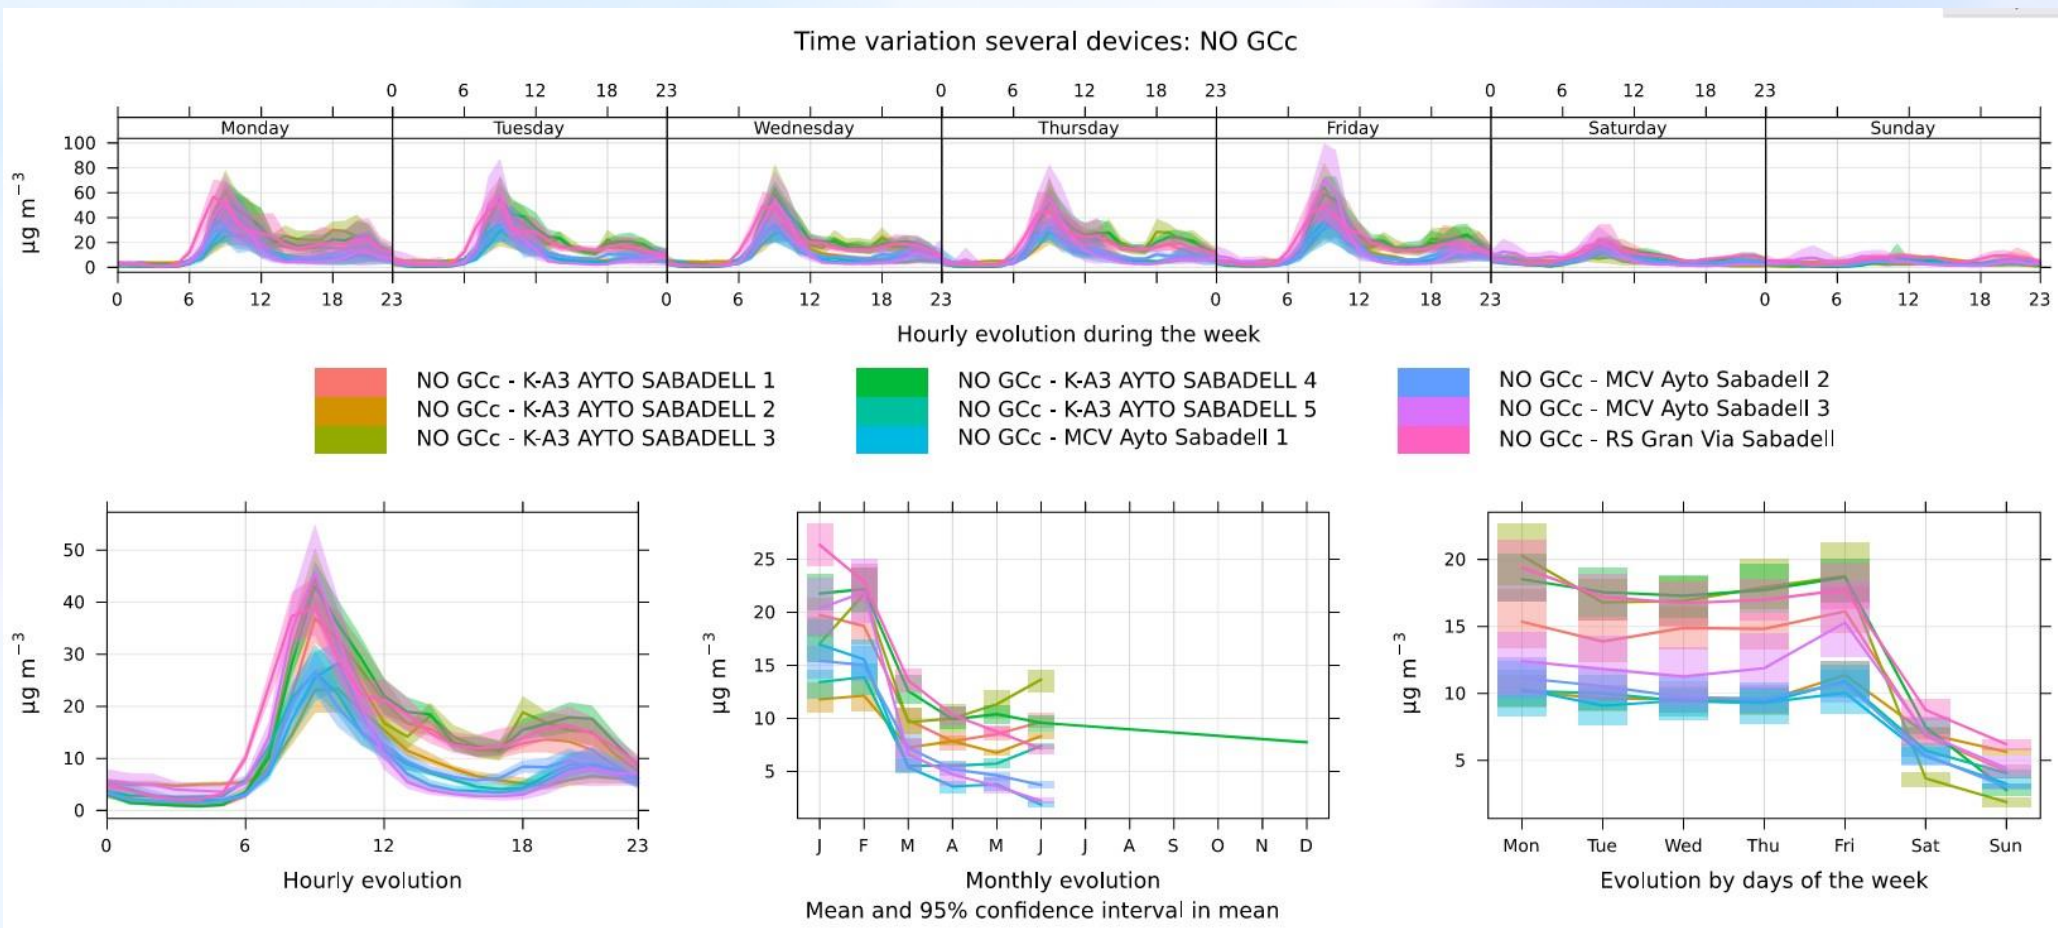 Time variation several devices: NO GCc
0 6 12 18 23 0 6 12 18 23 0 6 12 18 23
Monday Tuesday Wednesday Thursday Friday Saturday Sunday
100
80
60
40
20
0
µg m⁻³
0 6 12 18 23 0 6 12 18 23 0 6 12 18 23 0 6 12 18 23
Hourly evolution during the week
NO GCc - K-A3 AYTO SABADELL 1
NO GCc - K-A3 AYTO SABADELL 2
NO GCc - K-A3 AYTO SABADELL 3
NO GCc - K-A3 AYTO SABADELL 4
NO GCc - K-A3 AYTO SABADELL 5
NO GCc - MCV Ayto Sabadell 1
NO GCc - MCV Ayto Sabadell 2
NO GCc - MCV Ayto Sabadell 3
NO GCc - RS Gran Via Sabadell
50
40
30
20
10
0
µg m⁻³
0 6 12 18 23
Hourly evolution
25
20
15
10
5
µg m⁻³
J F M A M J J A S O N D
Monthly evolution
20
15
10
5
µg m⁻³
Mon Tue Wed Thu Fri Sat Sun
Evolution by days of the week
Mean and 95% confidence interval in mean